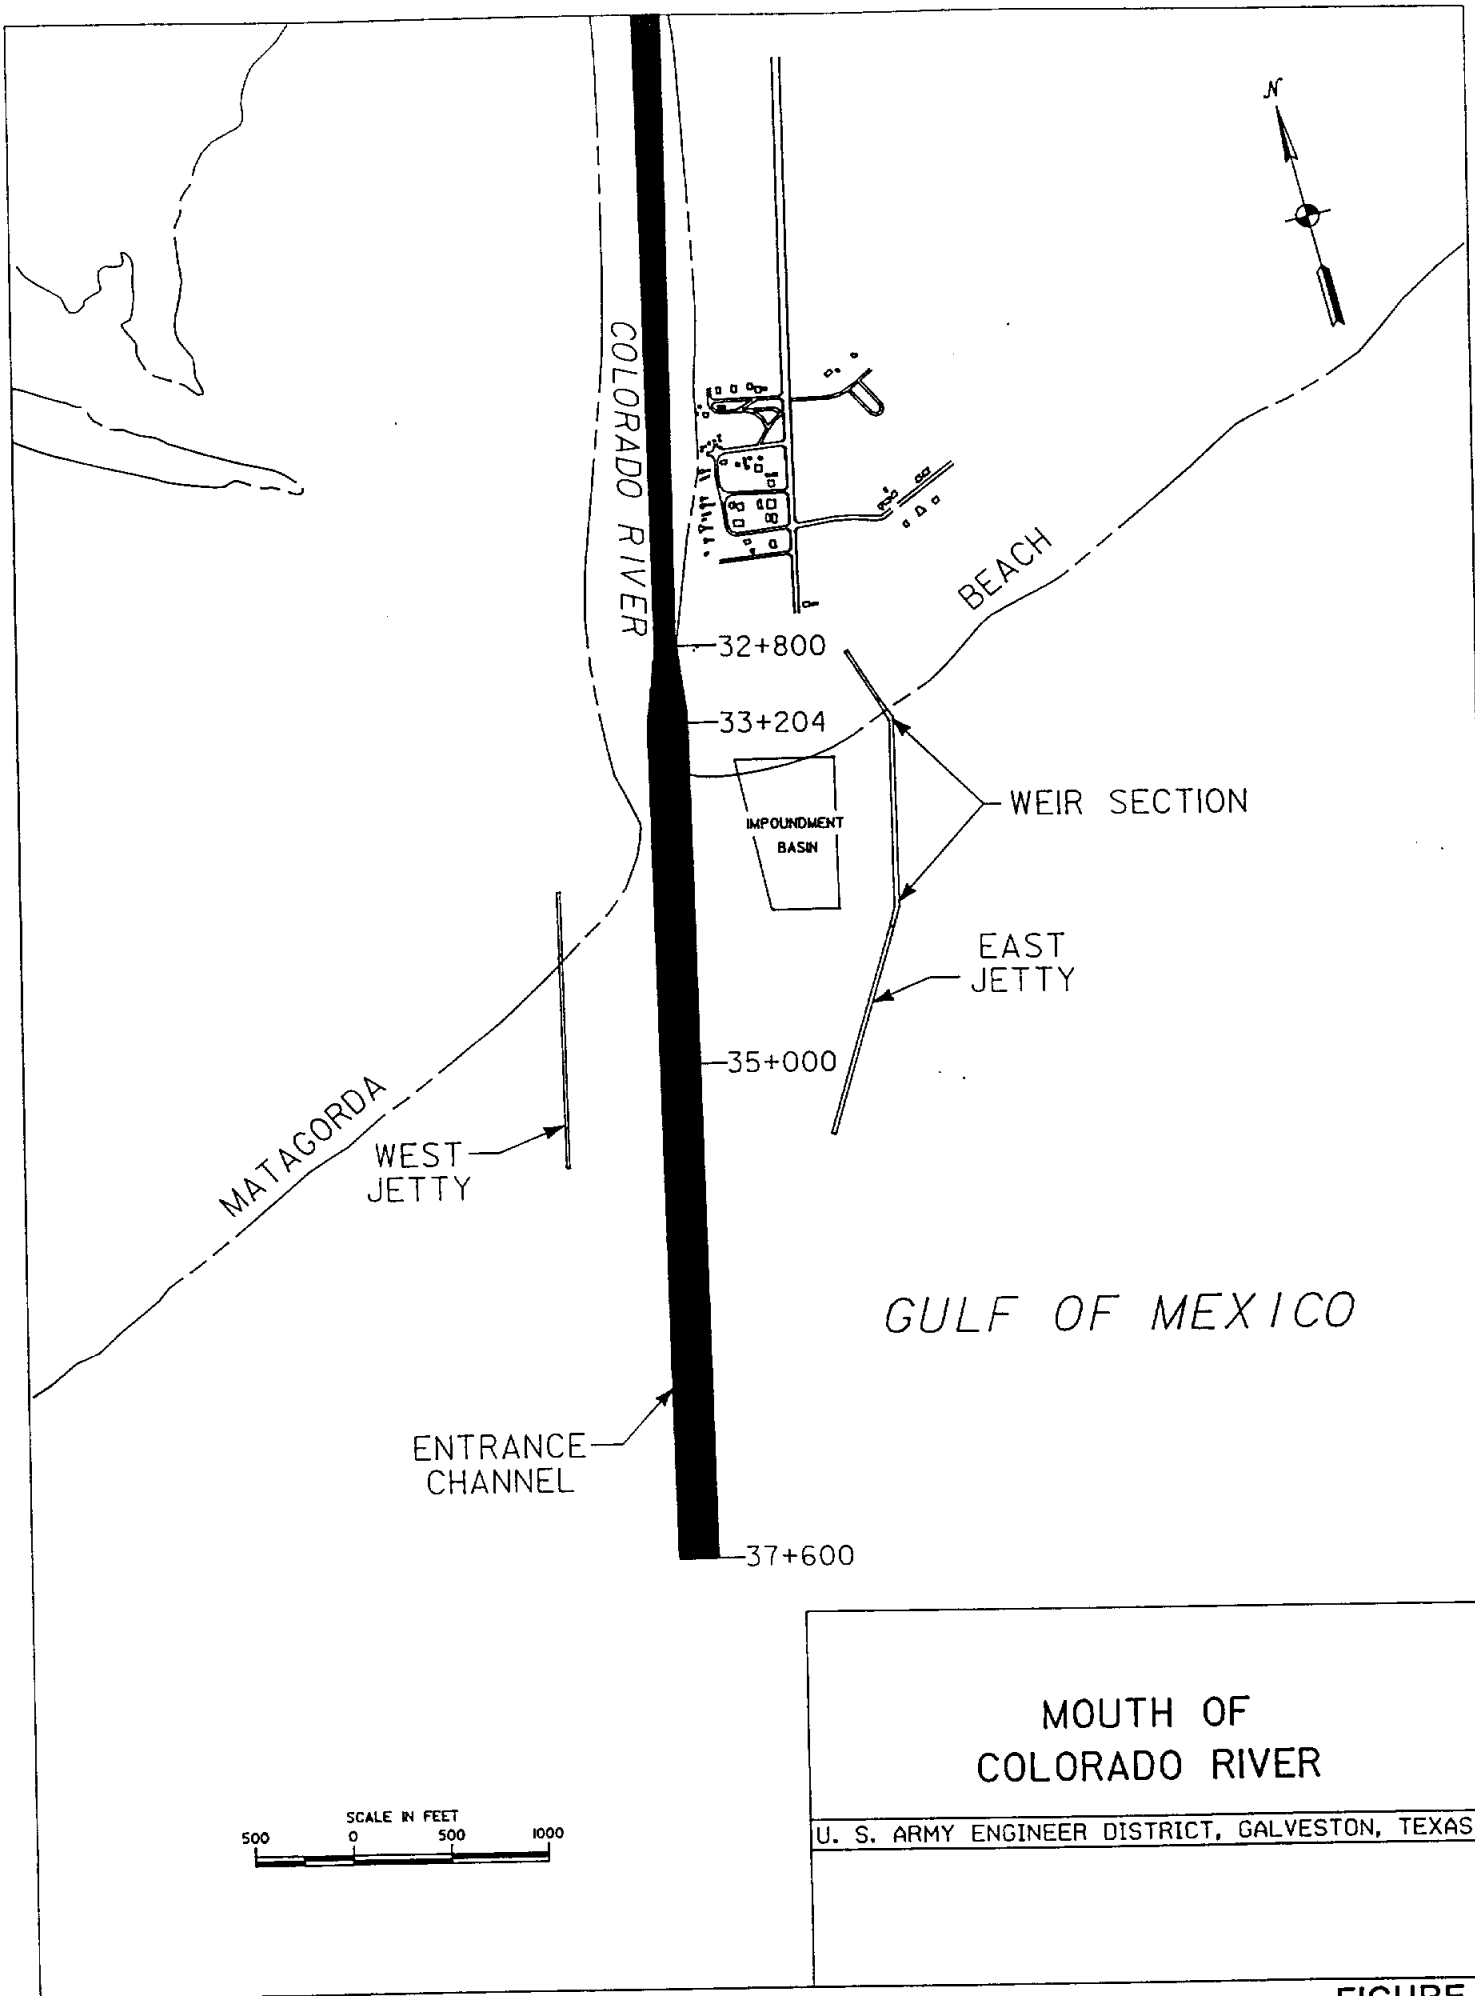 N
COLORADO RIVER
BEACH
32+800
33+204
WEIR SECTION
IMPOUNDMENT
BASIN
EAST
JETTY
35+000
MATAGORDA
WEST
JETTY
GULF OF MEXICO
ENTRANCE
CHANNEL
37+600
MOUTH OF
COLORADO RIVER
SCALE IN FEET
500 0 500 1000
U. S. ARMY ENGINEER DISTRICT, GALVESTON, TEXAS
FIGURE